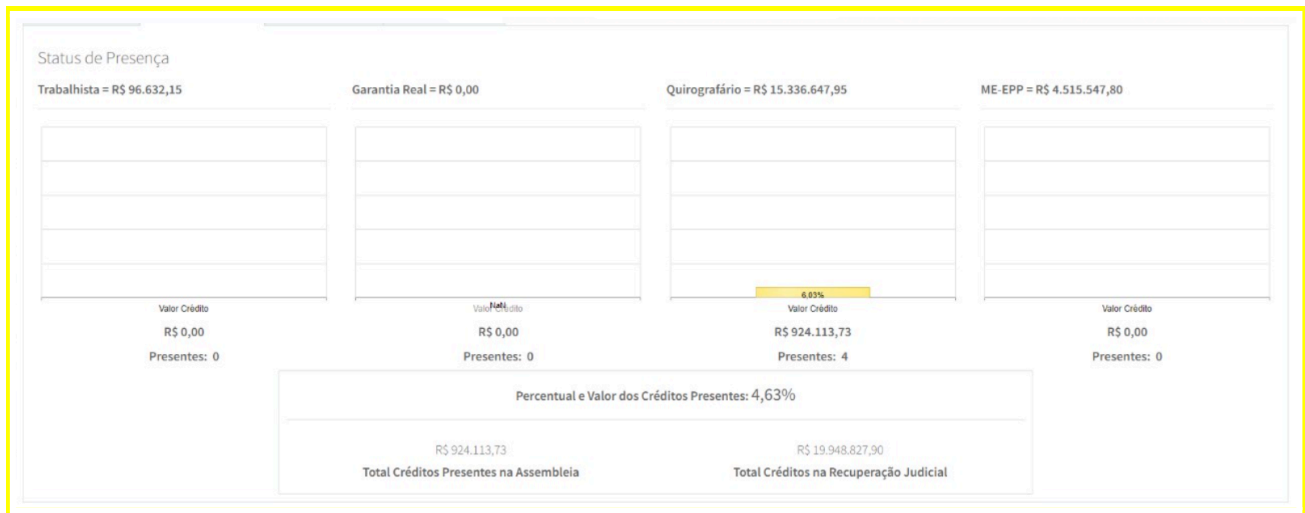 Status de Presença
Trabalhista = R$ 96.632,15
Garantia Real = R$ 0,00
Quirografário = R$ 15.336.647,95
ME-EPP = R$ 4.515.547,80
Valor Crédito
R$ 0,00
Presentes: 0
NaN
Valor Crédito
R$ 0,00
Presentes: 0
6,03%
Valor Crédito
R$ 924.113,73
Presentes: 4
Valor Crédito
R$ 0,00
Presentes: 0
Percentual e Valor dos Créditos Presentes: 4,63%
R$ 924.113,73
Total Créditos Presentes na Assembleia
R$ 19.948.827,90
Total Créditos na Recuperação Judicial